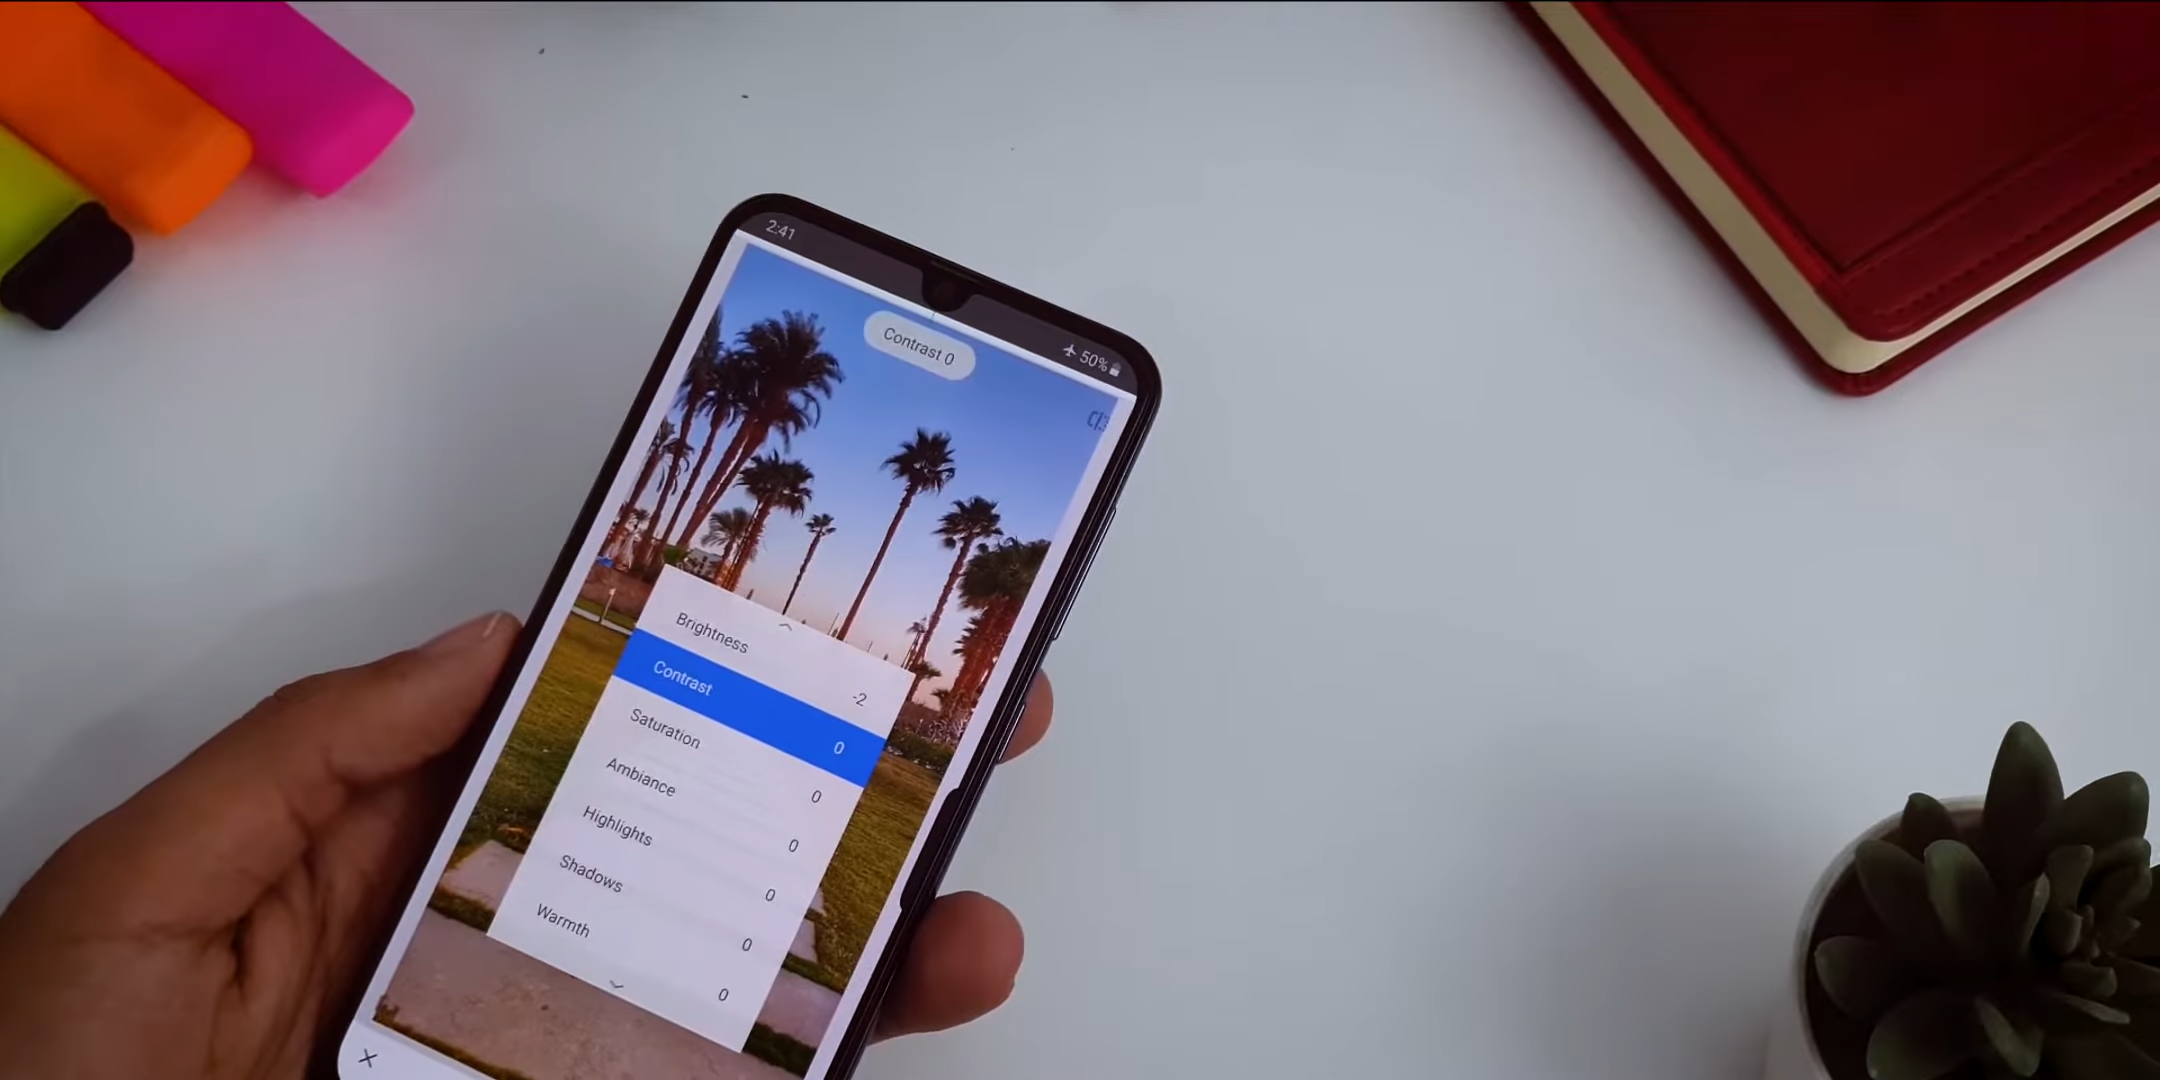 2:41
50%
Contrast 0
Brightness -2
Contrast 0
Saturation 0
Ambiance 0
Highlights 0
Shadows 0
Warmth 0